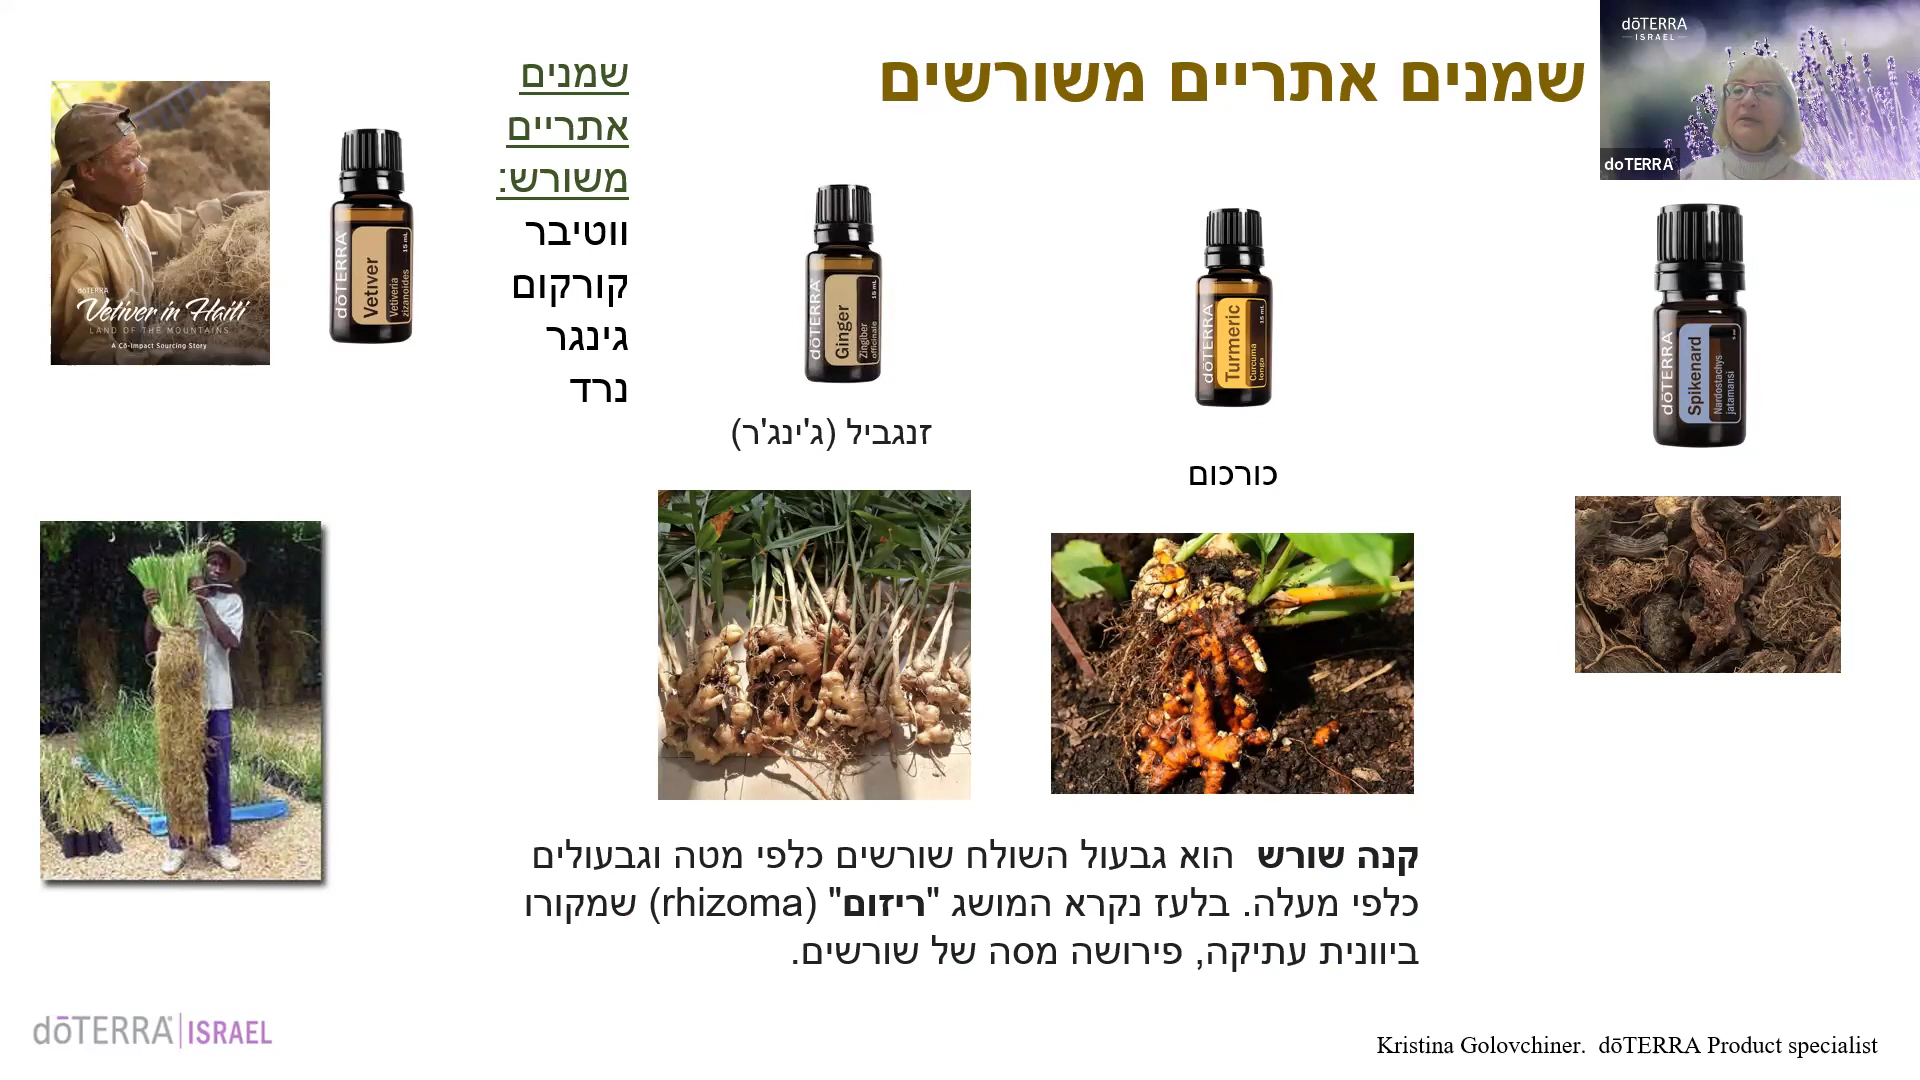 שמנים אתריים משורשים
dōTERRA
ISRAEL
doTERRA
שמנים
אתריים
משורש:
ווטיבר
קורקום
גינגר
נרד
dōTERRA
Vetiver in Haiti
LAND OF THE MOUNTAINS
A Cō-Impact Sourcing Story
dōTERRA
Vetiver
Vetiveria
zizanoides
15 mL
dōTERRA
Ginger
Zingiber
officinale
15 mL
dōTERRA
Turmeric
Curcuma
longa
15 mL
dōTERRA
Spikenard
Nardostachys
jatamansi
זנגביל (ג'ינג'ר)
כורכום
קנה שורש הוא גבעול השולח שורשים כלפי מטה וגבעולים
כלפי מעלה. בלעז נקרא המושג "ריזום" (rhizoma) שמקורו
ביוונית עתיקה, פירושה מסה של שורשים.
dōTERRA | ISRAEL
Kristina Golovchiner. dōTERRA Product specialist